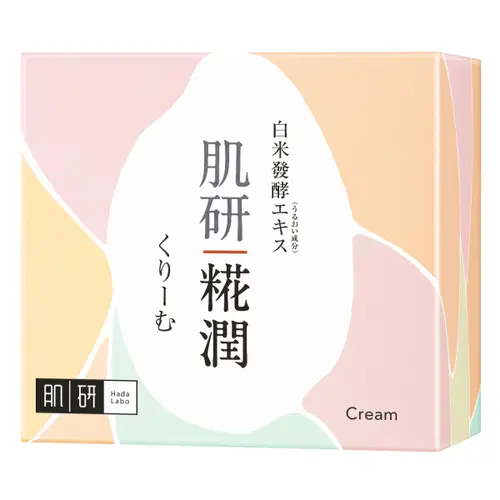 白米發酵エキス
(うるおい成分)
肌研|糀潤
くりーむ
肌|研
Hada
Labo
Cream